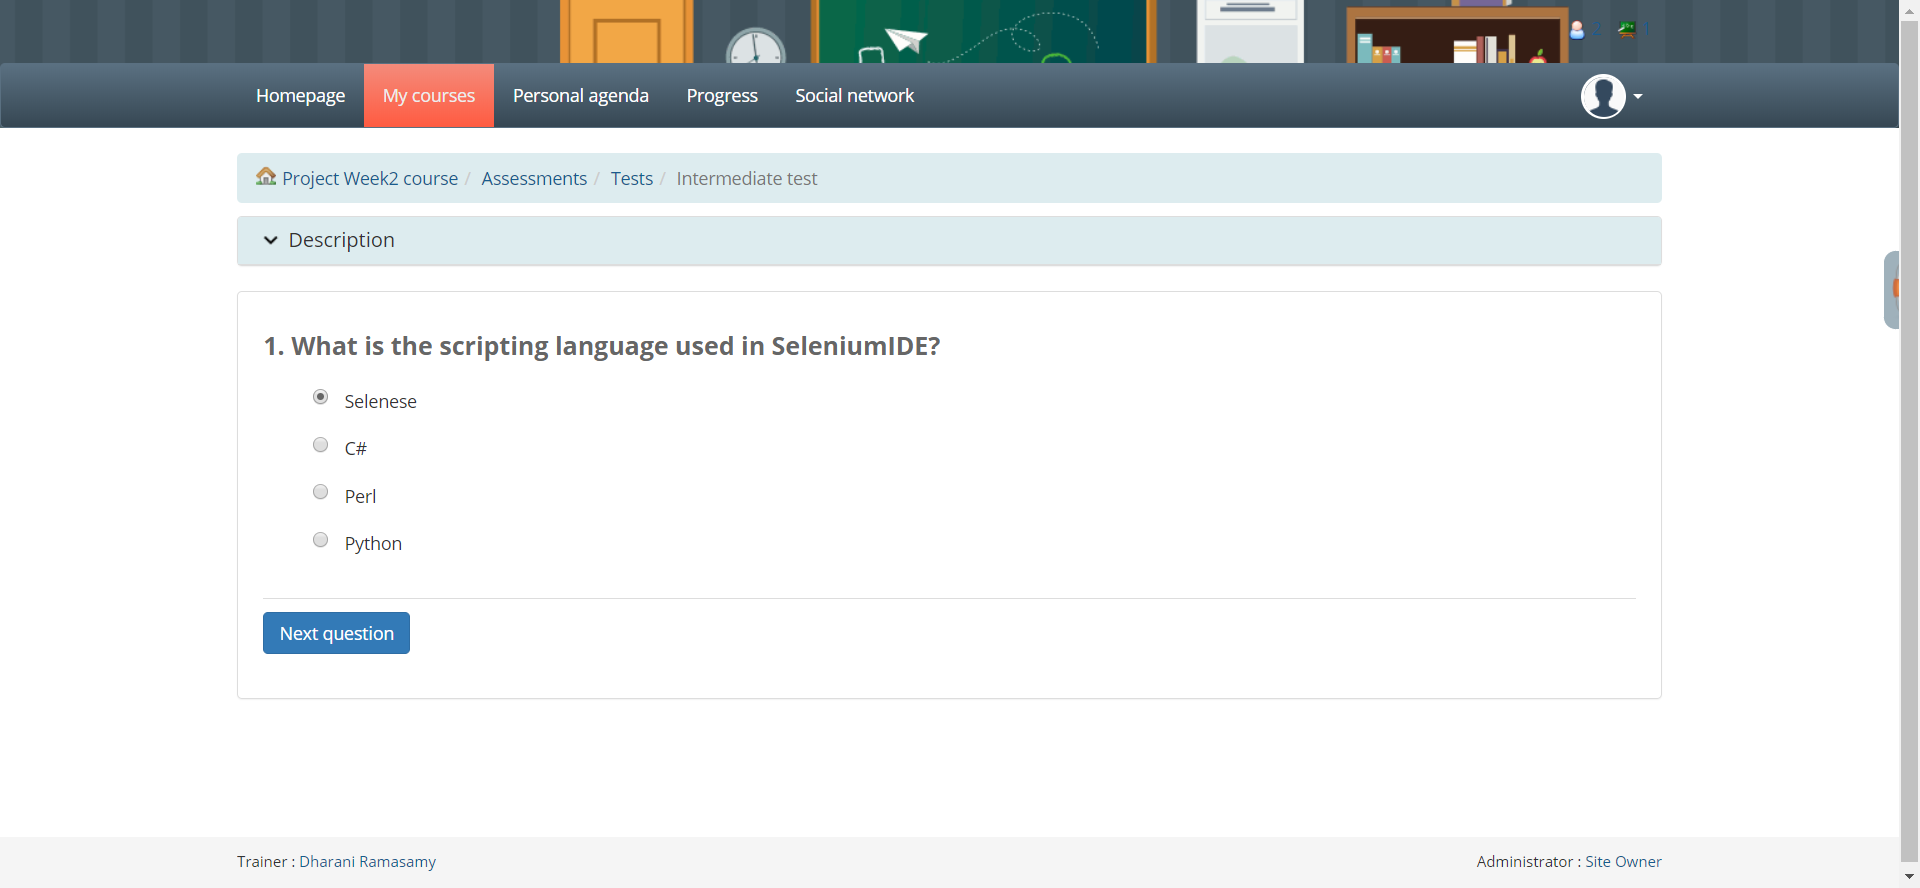 2 1
Homepage My courses Personal agenda Progress Social network
Project Week2 course / Assessments / Tests / Intermediate test
Description
1. What is the scripting language used in SeleniumIDE?
Selenese
C#
Perl
Python
Next question
Trainer : Dharani Ramasamy Administrator : Site Owner